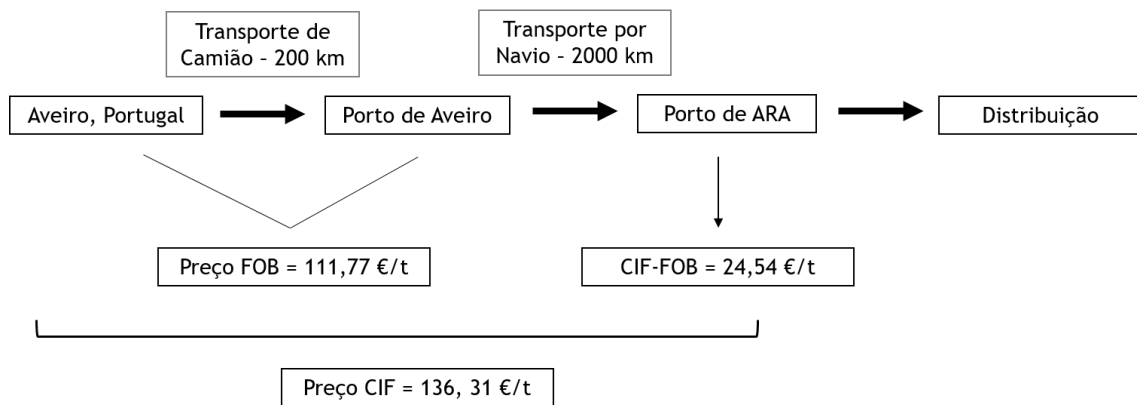 Transporte de
Camião – 200 km
Transporte por
Navio – 2000 km
Aveiro, Portugal
Porto de Aveiro
Porto de ARA
Distribuição
Preço FOB = 111,77 €/t
CIF-FOB = 24,54 €/t
Preço CIF = 136, 31 €/t